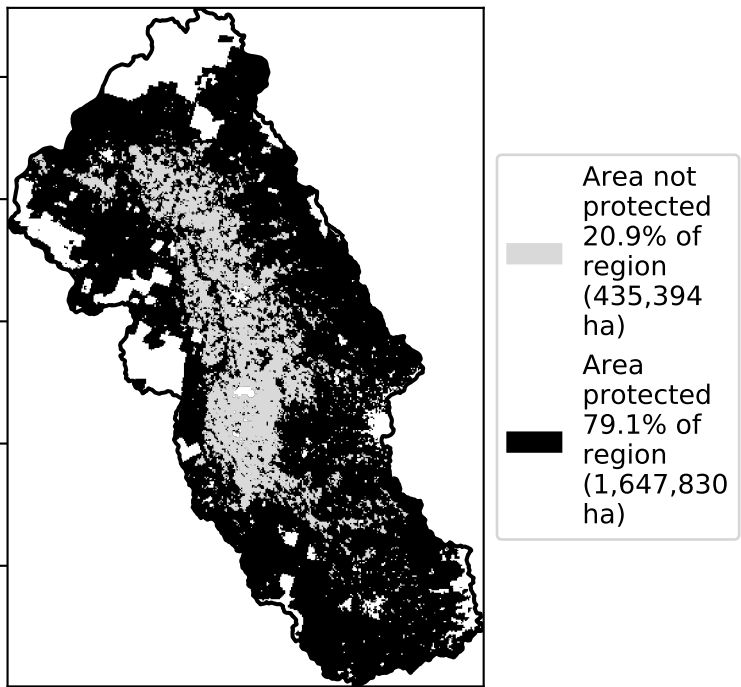 Area not
protected
20.9% of
region
(435,394
ha)
Area
protected
79.1% of
region
(1,647,830
ha)